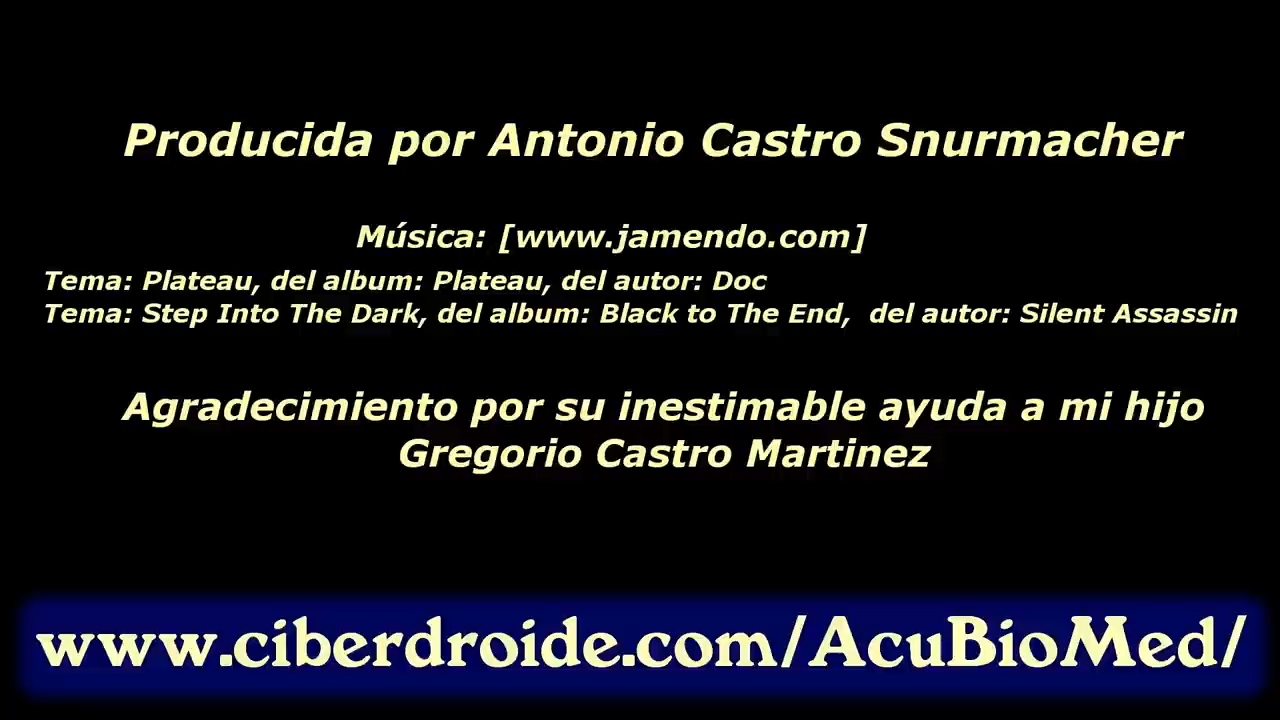 Producida por Antonio Castro Snurmacher
Música: [www.jamendo.com]
Tema: Plateau, del album: Plateau, del autor: Doc
Tema: Step Into The Dark, del album: Black to The End,  del autor: Silent Assassin
Agradecimiento por su inestimable ayuda a mi hijo
Gregorio Castro Martinez
www.ciberdroide.com/AcuBioMed/